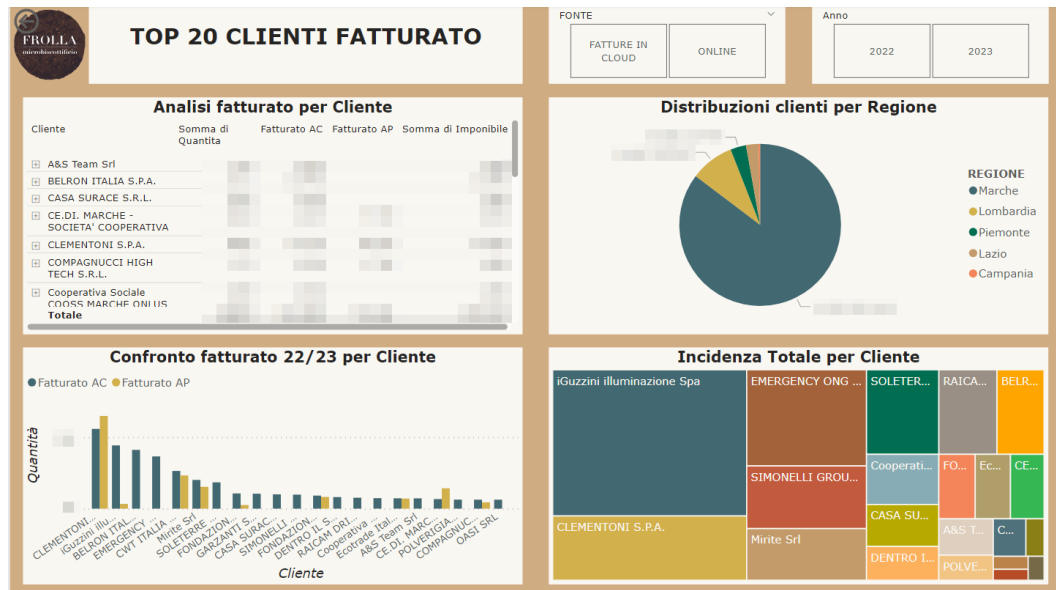 FROLLA
microbiscottificio
TOP 20 CLIENTI FATTURATO
FONTE
FATTURE IN
CLOUD
ONLINE
Anno
2022
2023
Analisi fatturato per Cliente
Cliente
Somma di
Quantita
Fatturato AC
Fatturato AP
Somma di Imponibile
A&S Team Srl
BELRON ITALIA S.P.A.
CASA SURACE S.R.L.
CE.DI. MARCHE -
SOCIETA' COOPERATIVA
CLEMENTONI S.P.A.
COMPAGNUCCI HIGH
TECH S.R.L.
Cooperativa Sociale
COOSS MARCHE ONLUS
Totale
Distribuzioni clienti per Regione
REGIONE
Marche
Lombardia
Piemonte
Lazio
Campania
Confronto fatturato 22/23 per Cliente
Fatturato AC
Fatturato AP
Quantità
CLEMENTONI...
iGuzzini illu...
BELRON ITAL...
EMERGENCY ...
CWT ITALIA ...
Mirite Srl
SOLETERRE ...
FONDAZION...
GARZANTI S...
CASA SURAC...
SIMONELLI ...
FONDAZION...
DENTRO IL S...
RAICAM DRI...
Cooperativa ...
Ecotrade Ital...
A&S Team Srl
CE.DI. MARC...
POLVERIGIA...
COMPAGNUC...
OASI SRL
Cliente
Incidenza Totale per Cliente
iGuzzini illuminazione Spa
CLEMENTONI S.P.A.
EMERGENCY ONG ...
SIMONELLI GROU...
Mirite Srl
SOLETER...
Cooperati...
CASA SU...
DENTRO I...
RAICA...
BELR...
FO...
Ec...
CE...
A&S T...
C...
POLVE...